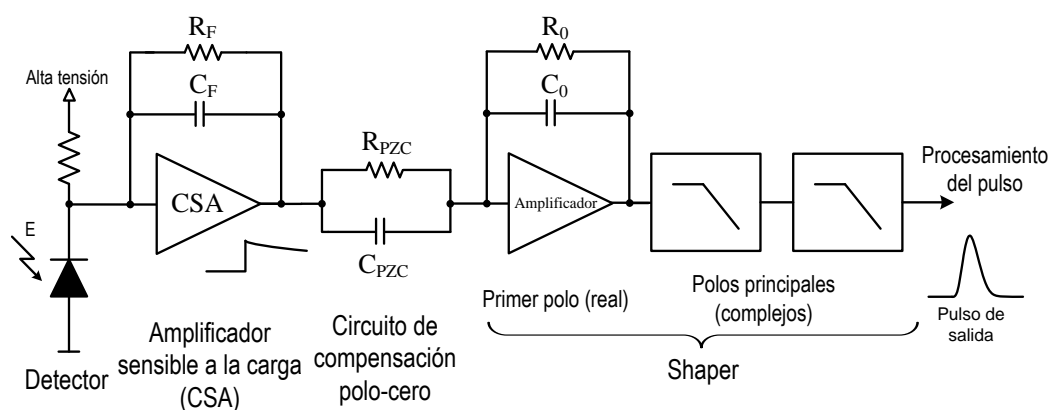 R_F
C_F
Alta tensión
CSA
E
Detector
Amplificador
sensible a la carga
(CSA)
R_PZC
C_PZC
Circuito de
compensación
polo-cero
R_0
C_0
Amplificador
Primer polo (real)
Polos principales
(complejos)
Shaper
Procesamiento
del pulso
Pulso de
salida